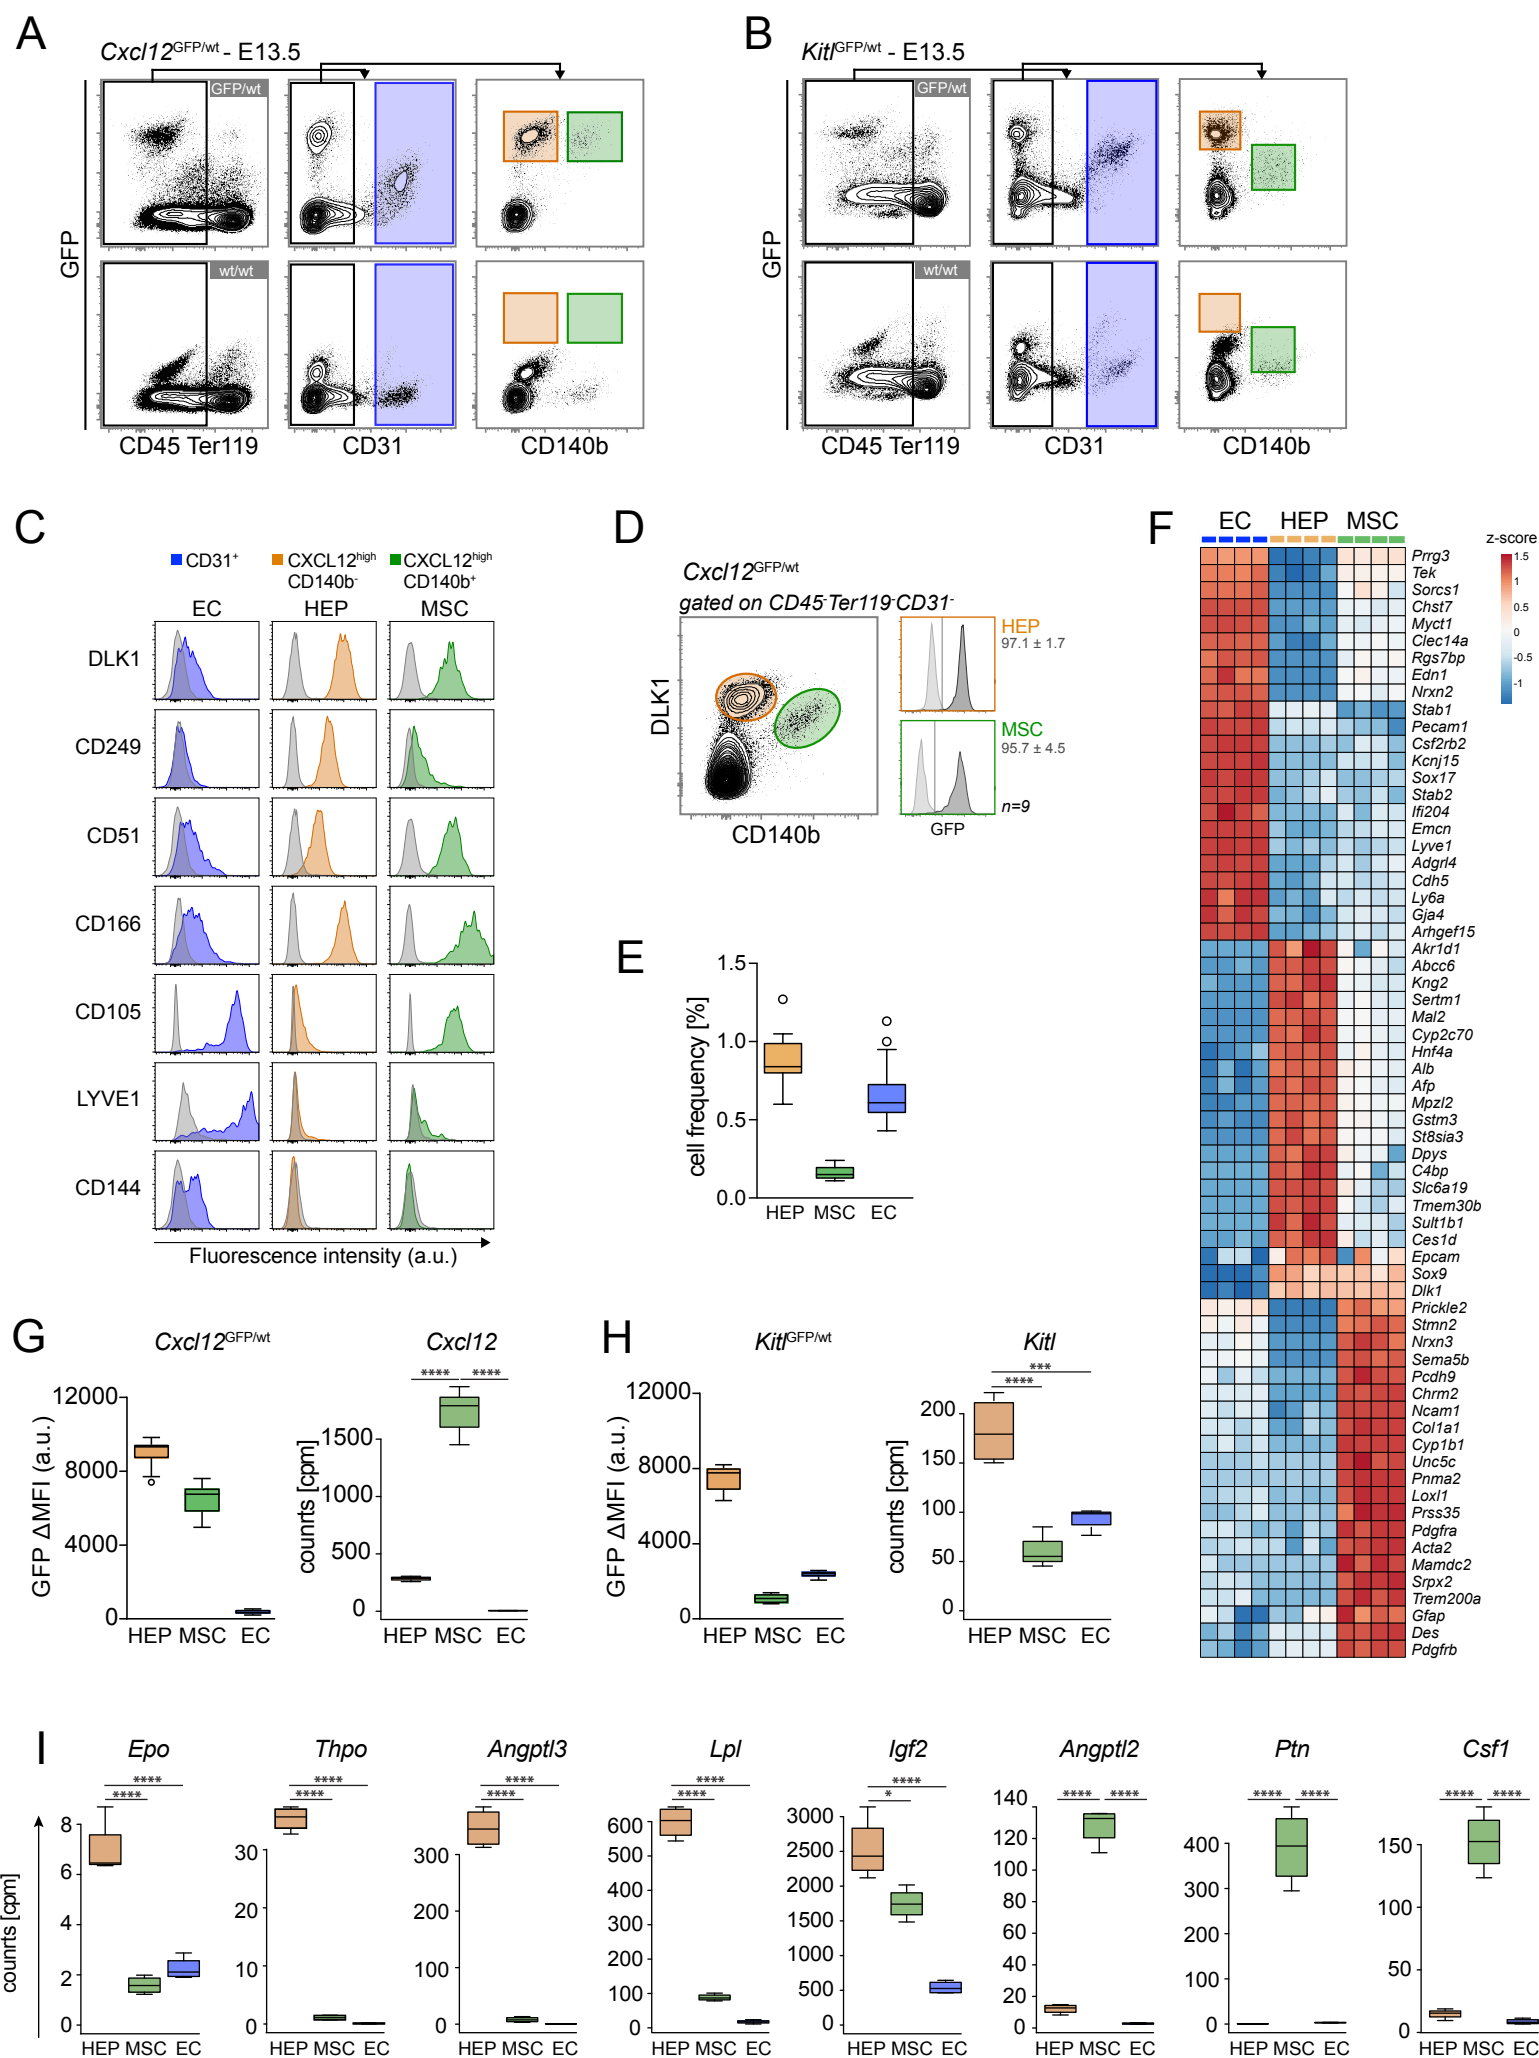 A
Cxcl12GFP/wt - E13.5
GFP/wt
wt/wt
GFP
CD45 Ter119
CD31
CD140b
B
KitlGFP/wt - E13.5
GFP/wt
wt/wt
GFP
CD45 Ter119
CD31
CD140b
C
CD31+
CXCL12high
CD140b-
CXCL12high
CD140b+
EC
HEP
MSC
DLK1
CD249
CD51
CD166
CD105
LYVE1
CD144
Fluorescence intensity (a.u.)
D
Cxcl12GFP/wt
gated on CD45-Ter119-CD31-
DLK1
CD140b
HEP
97.1 ± 1.7
MSC
95.7 ± 4.5
n=9
GFP
E
cell frequency [%]
1.5
1.0
0.5
0.0
HEP MSC EC
F
EC HEP MSC
z-score
1.5
1
0.5
0
-0.5
-1
Prrg3
Tek
Sorcs1
Chst7
Myct1
Clec14a
Rgs7bp
Edn1
Nrxn2
Stab1
Pecam1
Csf2rb2
Kcnj15
Sox17
Stab2
Ifi204
Emcn
Lyve1
Adgrl4
Cdh5
Ly6a
Gja4
Arhgef15
Akr1d1
Abcc6
Kng2
Sertm1
Mal2
Cyp2c70
Hnf4a
Alb
Afp
Mpzl2
Gstm3
St8sia3
Dpys
C4bp
Slc6a19
Tmem30b
Sult1b1
Ces1d
Epcam
Sox9
Dlk1
Prickle2
Stmn2
Nrxn3
Sema5b
Pcdh9
Chrm2
Ncam1
Col1a1
Cyp1b1
Unc5c
Pnma2
Loxl1
Prss35
Pdgfra
Acta2
Mamdc2
Srpx2
Trem200a
Gfap
Des
Pdgfrb
G
Cxcl12GFP/wt
GFP ΔMFI (a.u.)
12000
8000
4000
0
HEP MSC EC
Cxcl12
**** ****
counrts [cpm]
1500
1000
500
0
HEP MSC EC
H
KitlGFP/wt
GFP ΔMFI (a.u.)
12000
8000
4000
0
HEP MSC EC
Kitl
***
****
counrts [cpm]
200
150
100
50
0
HEP MSC EC
I
counrts [cpm]
Epo
****
****
8
6
4
2
0
HEP MSC EC
Thpo
****
****
30
20
10
0
HEP MSC EC
Angptl3
****
****
300
200
100
0
HEP MSC EC
Lpl
****
****
600
500
400
300
200
100
0
HEP MSC EC
Igf2
****
*
3000
2500
2000
1500
1000
500
0
HEP MSC EC
Angptl2
**** ****
140
120
100
80
60
40
20
0
HEP MSC EC
Ptn
**** ****
400
300
200
100
0
HEP MSC EC
Csf1
**** ****
150
100
50
0
HEP MSC EC